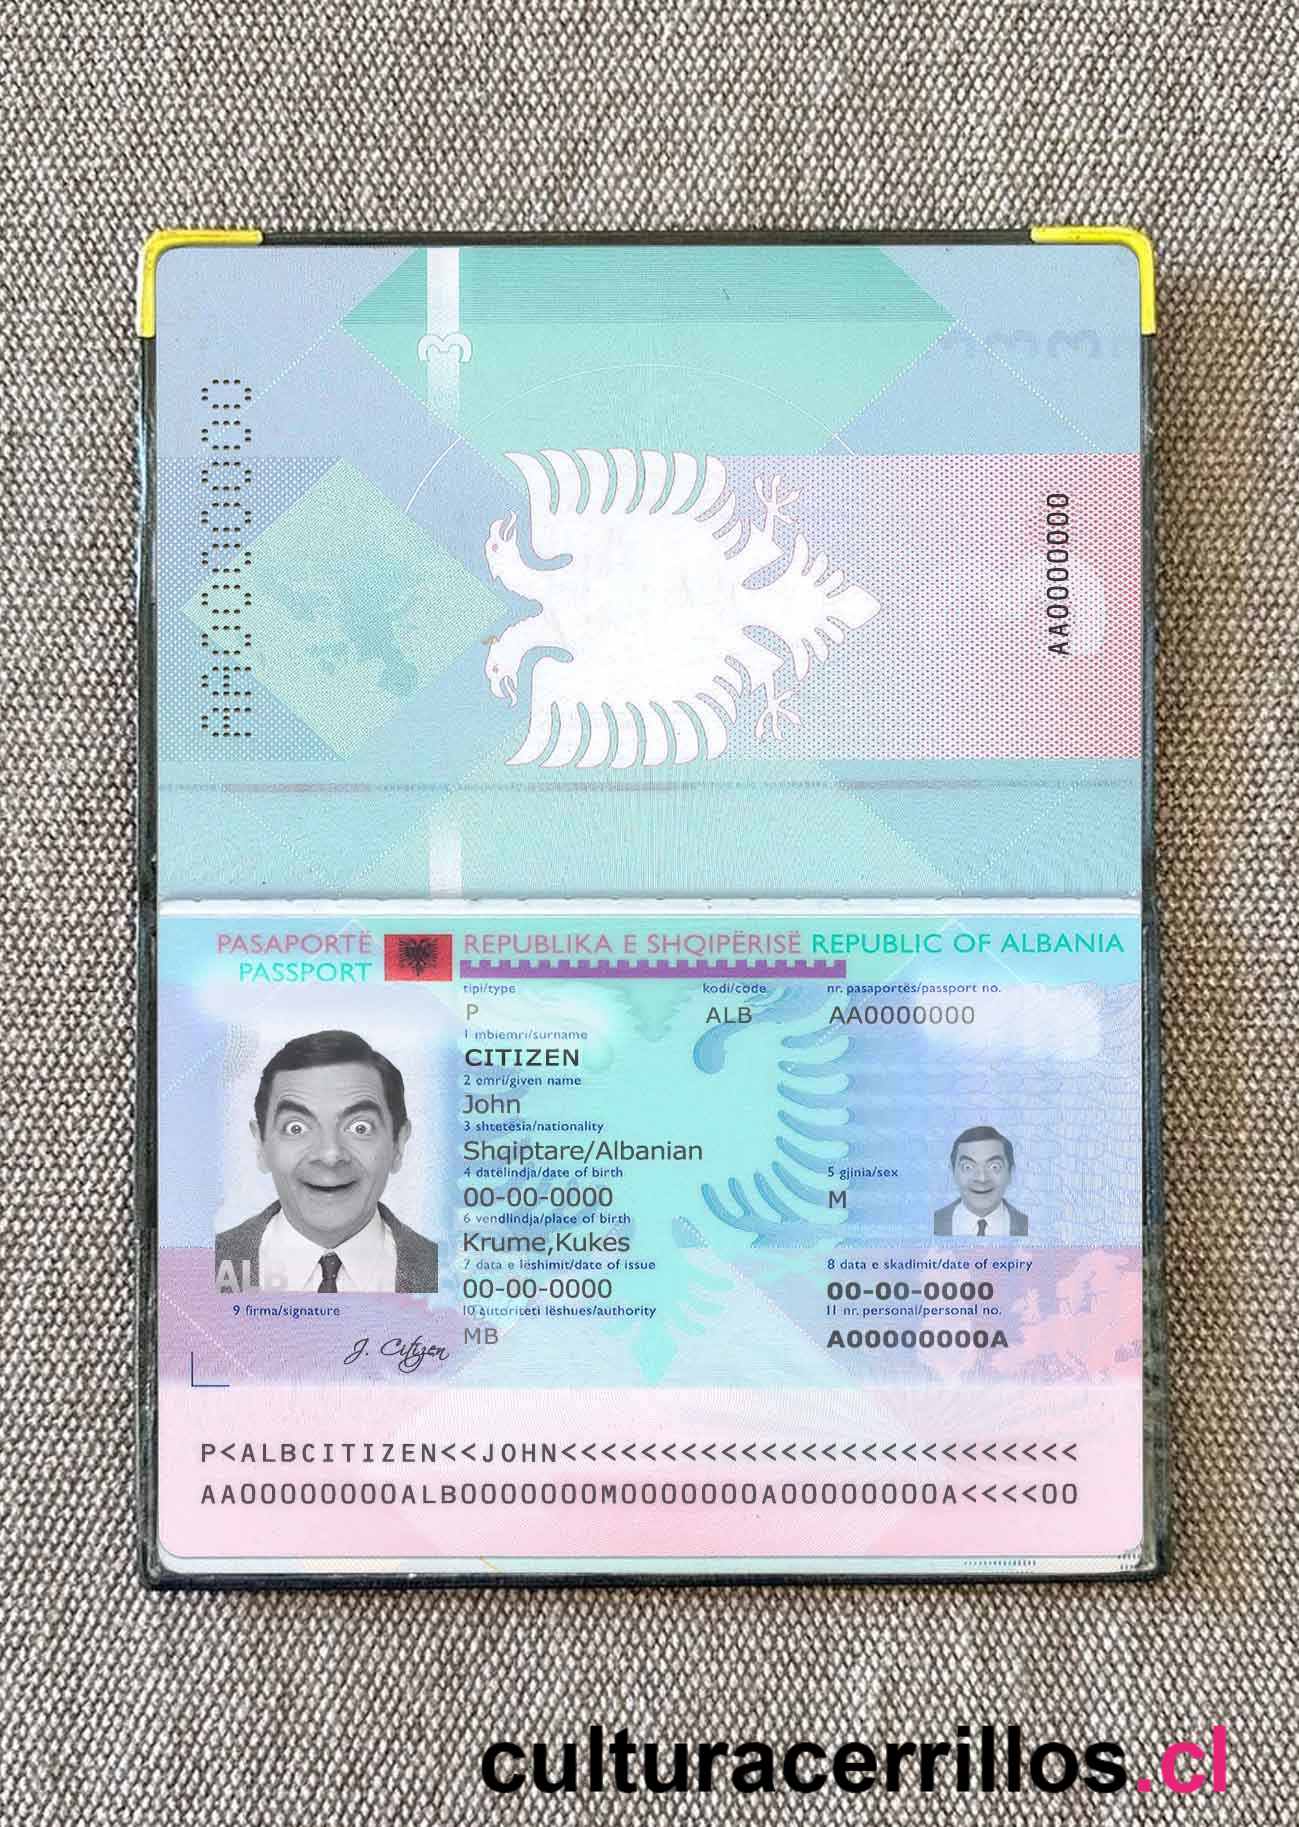 AA0000000
AA0000000
PASAPORTË
PASSPORT
REPUBLIKA E SHQIPËRISË REPUBLIC OF ALBANIA
tipi/type kodi/code nr. pasaportës/passport no.
P ALB AA0000000
1 mbiemri/surname
CITIZEN
2 emri/given name
John
3 shtetësia/nationality
Shqiptare/Albanian
4 datëlindja/date of birth 5 gjinia/sex
00-00-0000 M
6 vendlindja/place of birth
Krume,Kukes
7 data e lëshimit/date of issue 8 data e skadimit/date of expiry
00-00-0000 00-00-0000
10 autoriteti lëshues/authority 11 nr. personal/personal no.
MB A00000000A
ALB
9 firma/signature
J. Citizen
P<ALBCITIZEN<<JOHN<<<<<<<<<<<<<<<<<<<<<<<<<<
AA00000000ALB0000000M0000000A00000000A<<<<00
culturacerrillos.cl